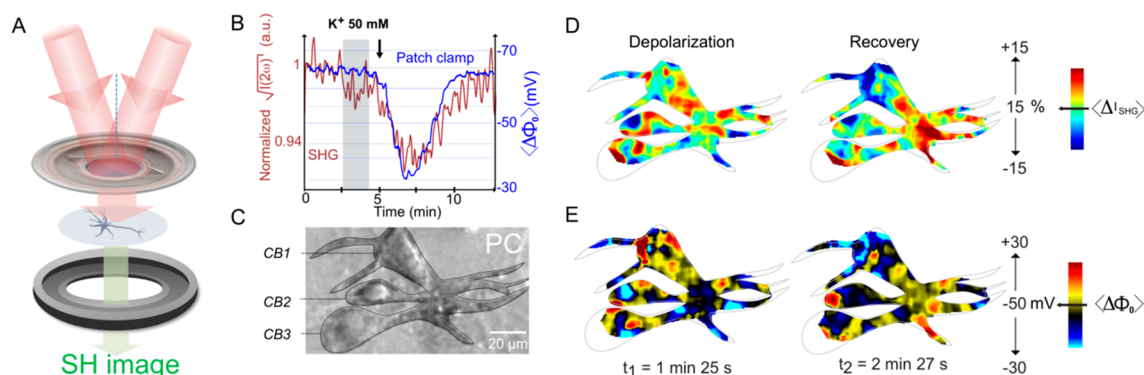 A
SH image
B
K+ 50 mM
Normalized √I(2ω) (a.u.)
1
0.94
Patch clamp
SHG
-70
-50
-30
⟨ΔΦ₀⟩(mV)
0
5
10
Time (min)
C
PC
CB1
CB2
CB3
20 µm
D
Depolarization
Recovery
+15
15 %
-15
⟨ΔI SHG⟩
E
+30
-50 mV
-30
⟨ΔΦ₀⟩
t₁ = 1 min 25 s
t₂ = 2 min 27 s